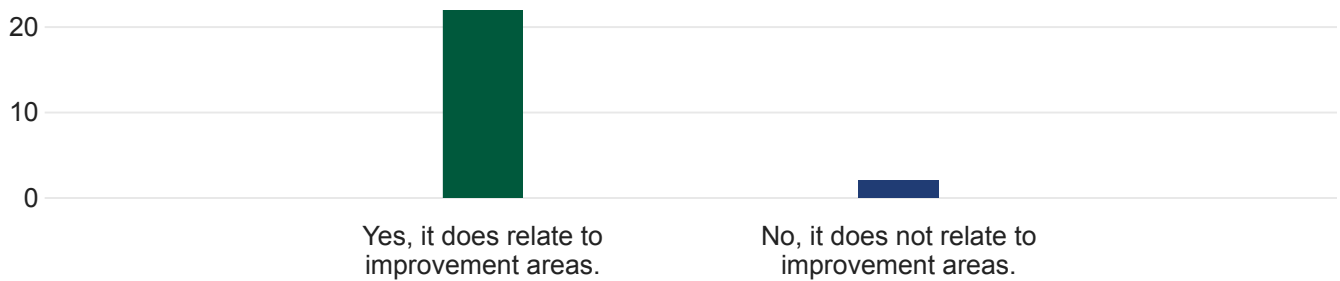 20
10
0
Yes, it does relate to
improvement areas.
No, it does not relate to
improvement areas.